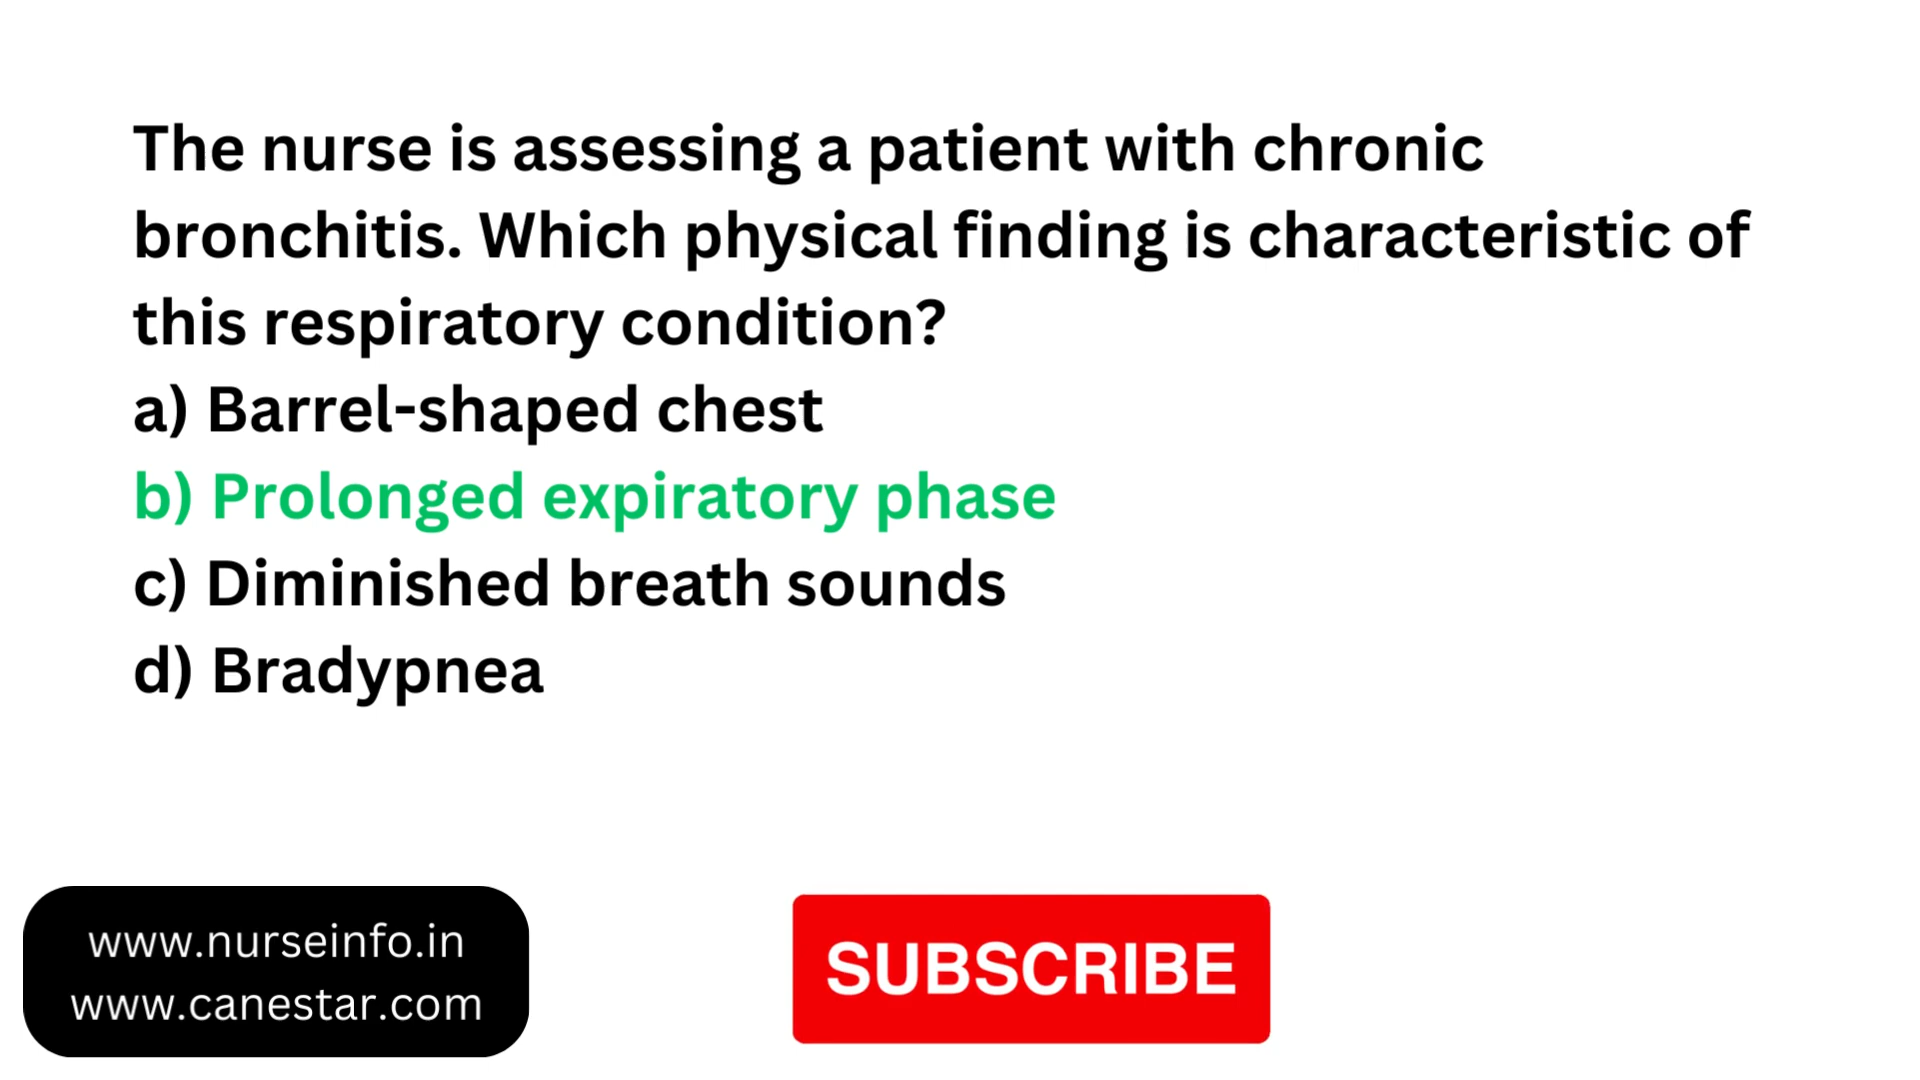 The nurse is assessing a patient with chronic
bronchitis. Which physical finding is characteristic of
this respiratory condition?
a) Barrel-shaped chest
b) Prolonged expiratory phase
c) Diminished breath sounds
d) Bradypnea
www.nurseinfo.in
www.canestar.com
SUBSCRIBE